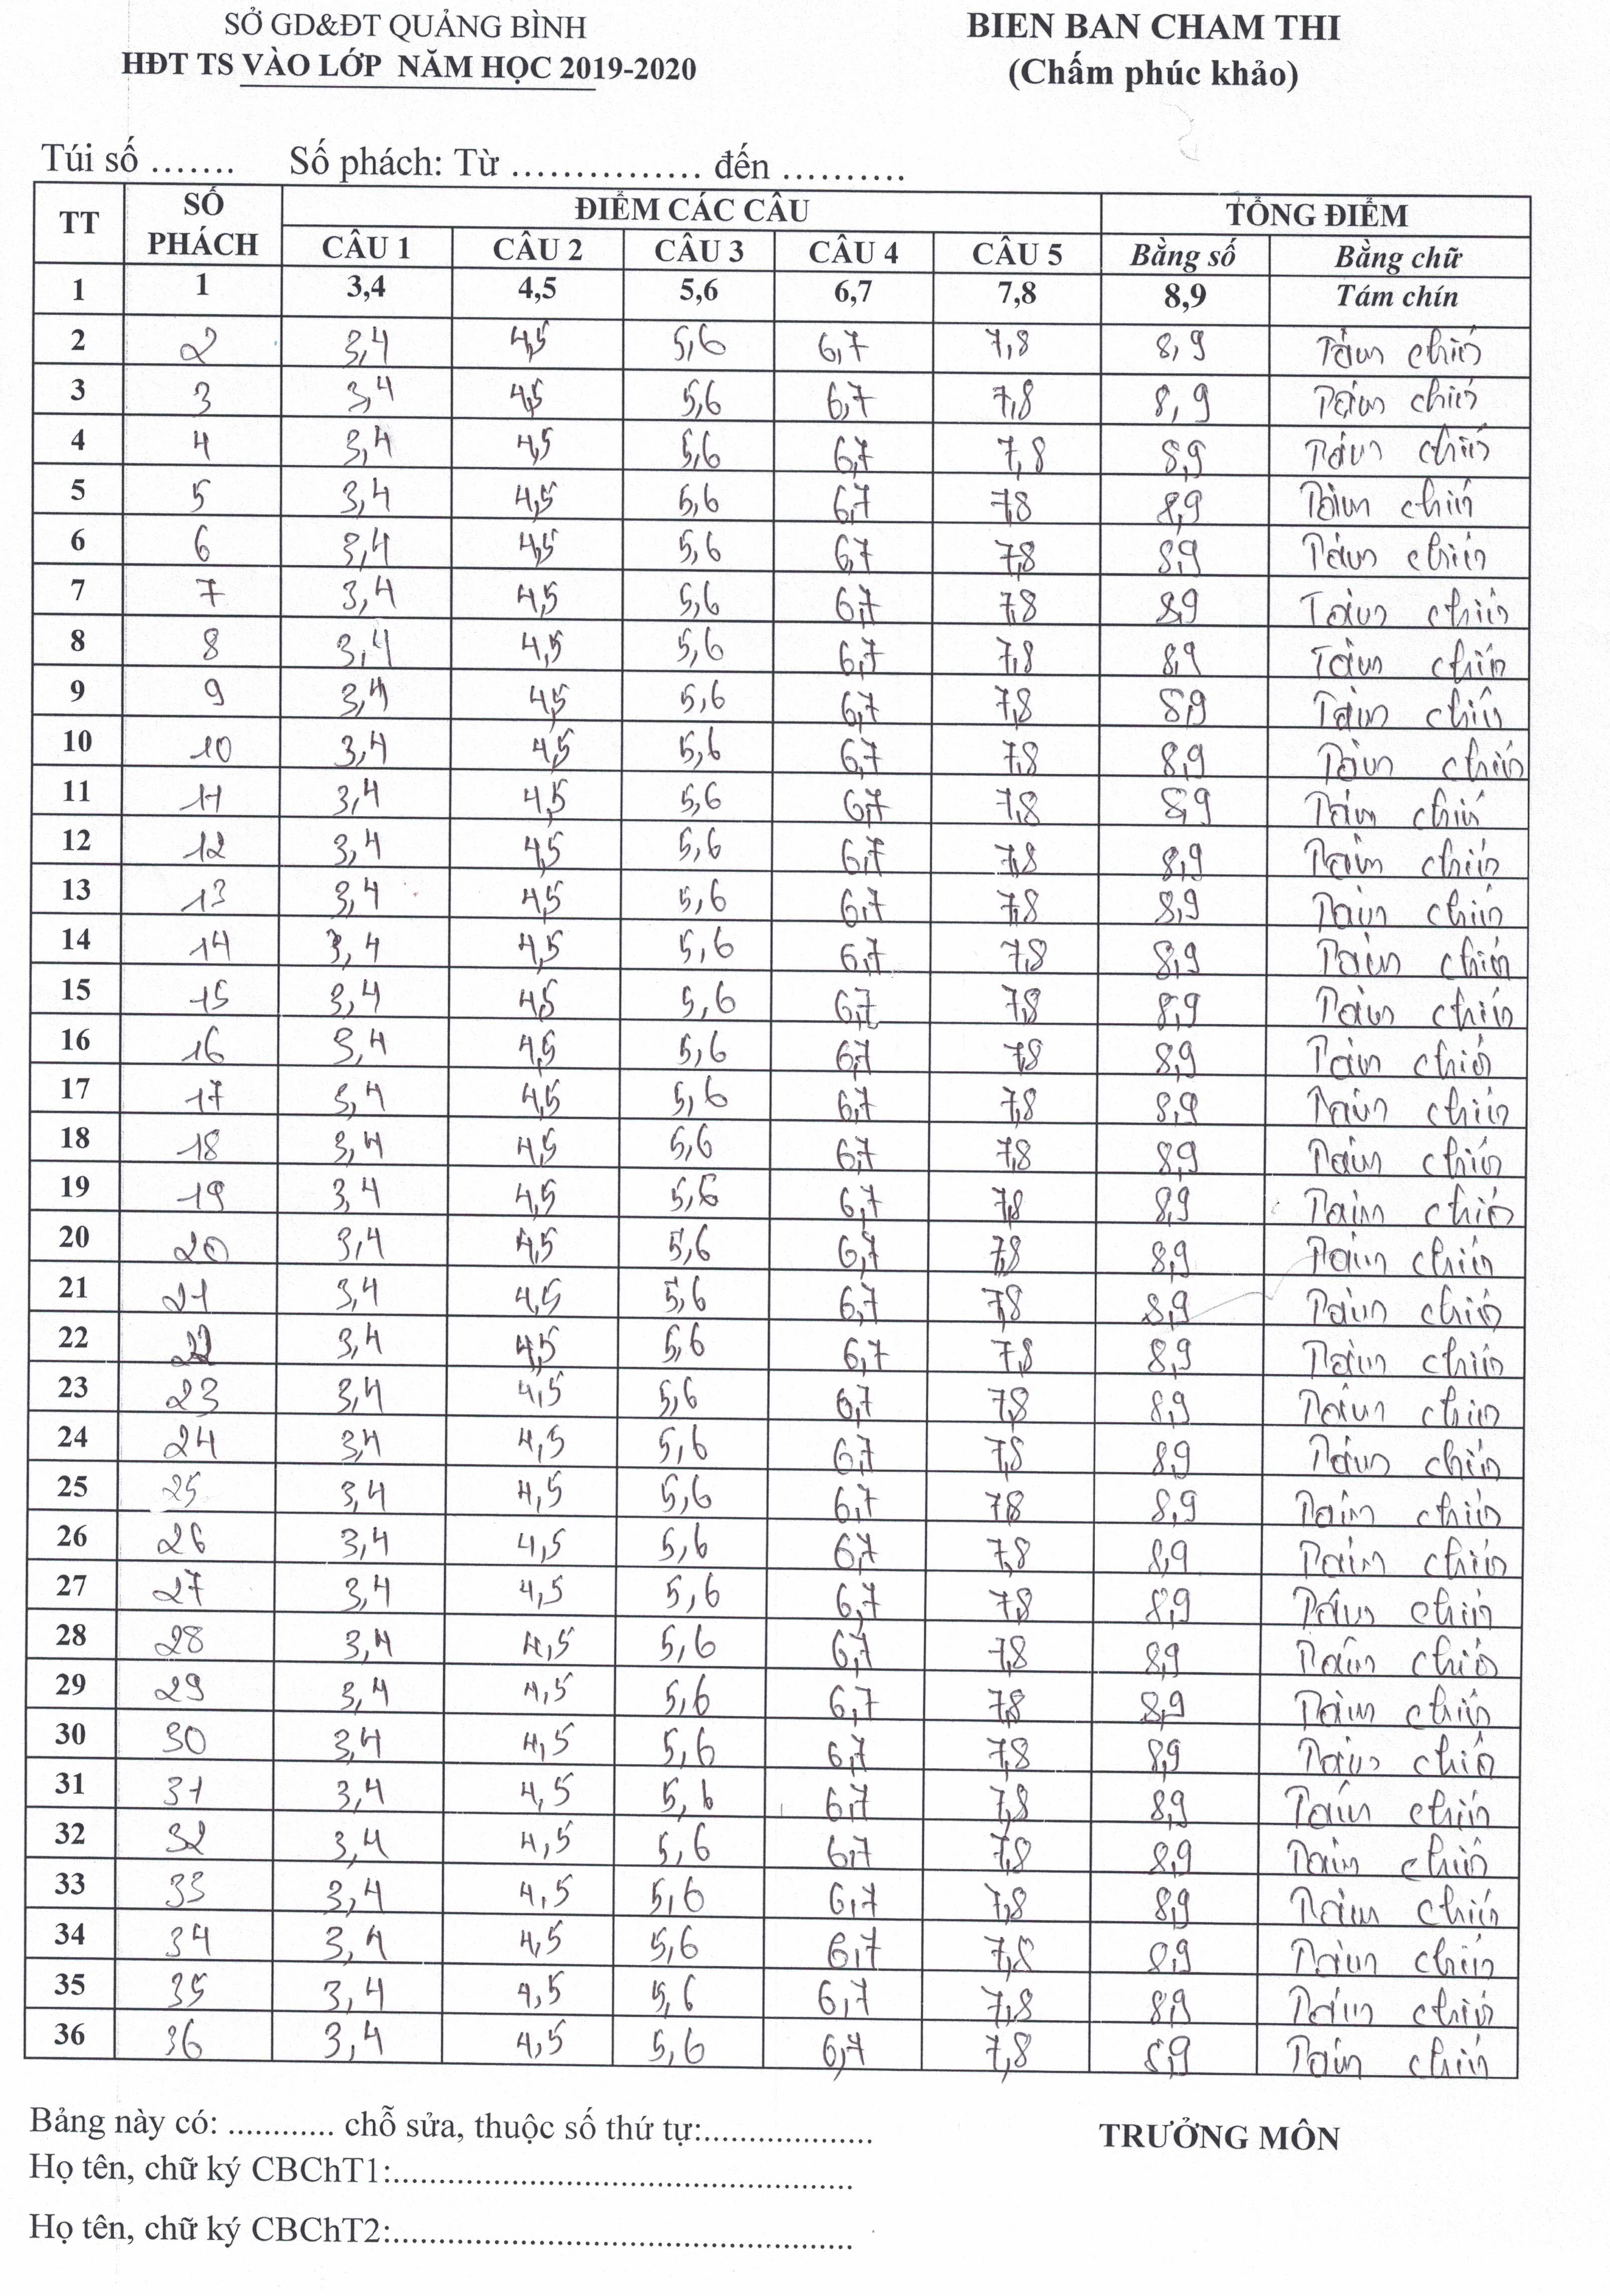 SỞ GD&ĐT QUẢNG BÌNH
HĐT TS VÀO LỚP NĂM HỌC 2019-2020
BIEN BAN CHAM THI
(Chấm phúc khảo)
Túi số ....... Số phách: Từ ............... đến ..........
TT SỐ PHÁCH ĐIỂM CÁC CÂU TỔNG ĐIỂM
CÂU 1 CÂU 2 CÂU 3 CÂU 4 CÂU 5 Bằng số Bằng chữ
1 1 3,4 4,5 5,6 6,7 7,8 8,9 Tám chín
2 2 3,4 4,5 5,6 6,7 7,8 8,9 Tám chín
3 3 3,4 4,5 5,6 6,7 7,8 8,9 Tám chín
4 4 3,4 4,5 5,6 6,7 7,8 8,9 Tám chín
5 5 3,4 4,5 5,6 6,7 7,8 8,9 Tám chín
6 6 3,4 4,5 5,6 6,7 7,8 8,9 Tám chín
7 7 3,4 4,5 5,6 6,7 7,8 8,9 Tám chín
8 8 3,4 4,5 5,6 6,7 7,8 8,9 Tám chín
9 9 3,4 4,5 5,6 6,7 7,8 8,9 Tám chín
10 10 3,4 4,5 5,6 6,7 7,8 8,9 Tám chín
11 11 3,4 4,5 5,6 6,7 7,8 8,9 Tám chín
12 12 3,4 4,5 5,6 6,7 7,8 8,9 Tám chín
13 13 3,4 4,5 5,6 6,7 7,8 8,9 Tám chín
14 14 3,4 4,5 5,6 6,7 7,8 8,9 Tám chín
15 15 3,4 4,5 5,6 6,7 7,8 8,9 Tám chín
16 16 3,4 4,5 5,6 6,7 7,8 8,9 Tám chín
17 17 3,4 4,5 5,6 6,7 7,8 8,9 Tám chín
18 18 3,4 4,5 5,6 6,7 7,8 8,9 Tám chín
19 19 3,4 4,5 5,6 6,7 7,8 8,9 Tám chín
20 20 3,4 4,5 5,6 6,7 7,8 8,9 Tám chín
21 21 3,4 4,5 5,6 6,7 7,8 8,9 Tám chín
22 22 3,4 4,5 5,6 6,7 7,8 8,9 Tám chín
23 23 3,4 4,5 5,6 6,7 7,8 8,9 Tám chín
24 24 3,4 4,5 5,6 6,7 7,8 8,9 Tám chín
25 25 3,4 4,5 5,6 6,7 7,8 8,9 Tám chín
26 26 3,4 4,5 5,6 6,7 7,8 8,9 Tám chín
27 27 3,4 4,5 5,6 6,7 7,8 8,9 Tám chín
28 28 3,4 4,5 5,6 6,7 7,8 8,9 Tám chín
29 29 3,4 4,5 5,6 6,7 7,8 8,9 Tám chín
30 30 3,4 4,5 5,6 6,7 7,8 8,9 Tám chín
31 31 3,4 4,5 5,6 6,7 7,8 8,9 Tám chín
32 32 3,4 4,5 5,6 6,7 7,8 8,9 Tám chín
33 33 3,4 4,5 5,6 6,7 7,8 8,9 Tám chín
34 34 3,4 4,5 5,6 6,7 7,8 8,9 Tám chín
35 35 3,4 4,5 5,6 6,7 7,8 8,9 Tám chín
36 36 3,4 4,5 5,6 6,7 7,8 8,9 Tám chín
Bảng này có: ............ chỗ sửa, thuộc số thứ tự:...................
TRƯỞNG MÔN
Họ tên, chữ ký CBChT1:....................................................
Họ tên, chữ ký CBChT2:....................................................